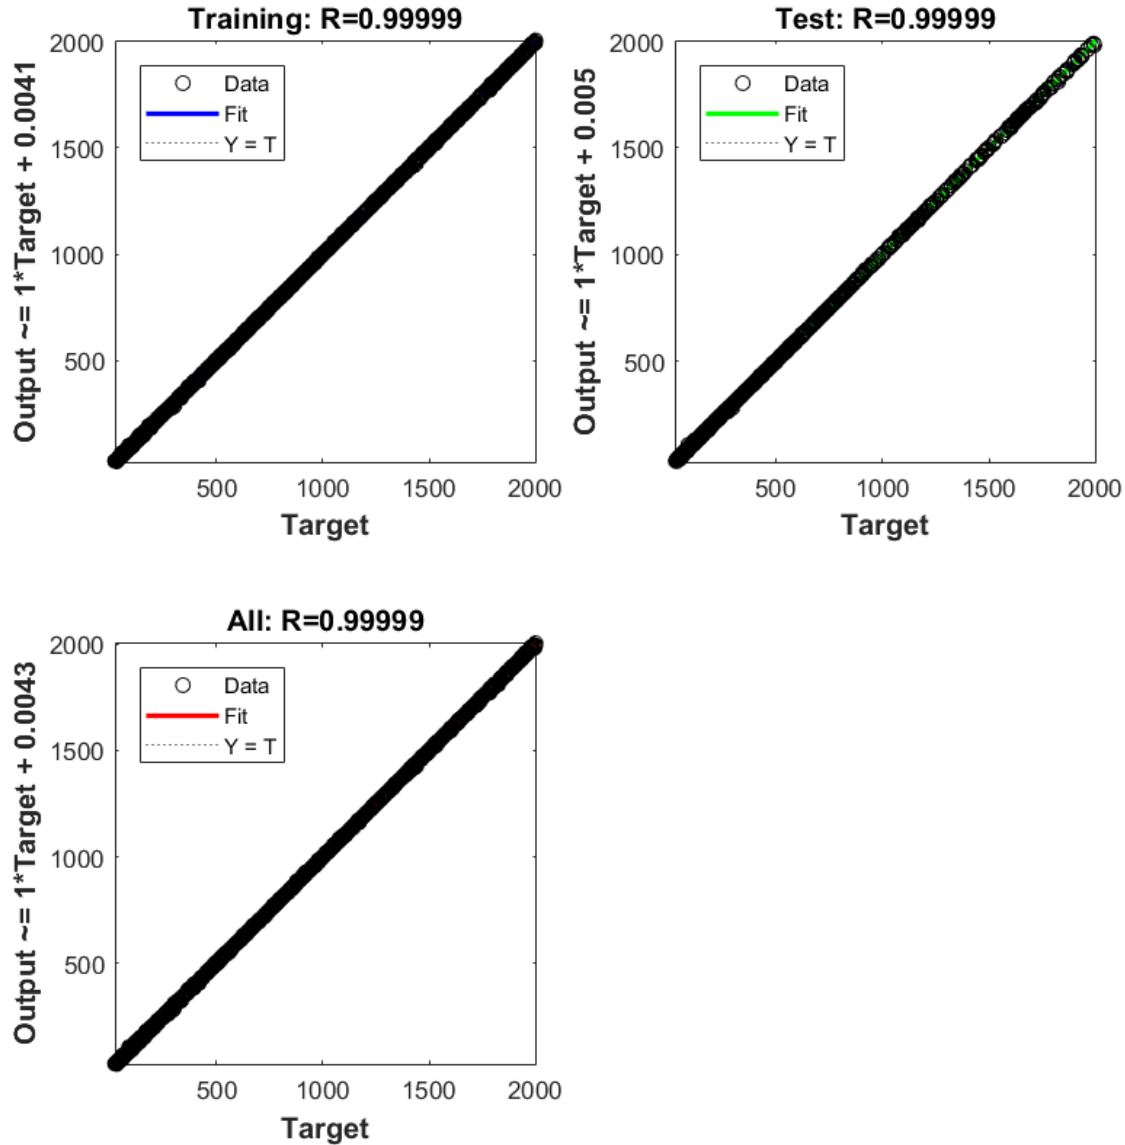 Training: R=0.99999
Output ~= 1*Target + 0.0041
2000
1500
1000
500
Data
Fit
Y = T
500 1000 1500 2000
Target
Test: R=0.99999
Output ~= 1*Target + 0.005
2000
1500
1000
500
Data
Fit
Y = T
500 1000 1500 2000
Target
All: R=0.99999
Output ~= 1*Target + 0.0043
2000
1500
1000
500
Data
Fit
Y = T
500 1000 1500 2000
Target